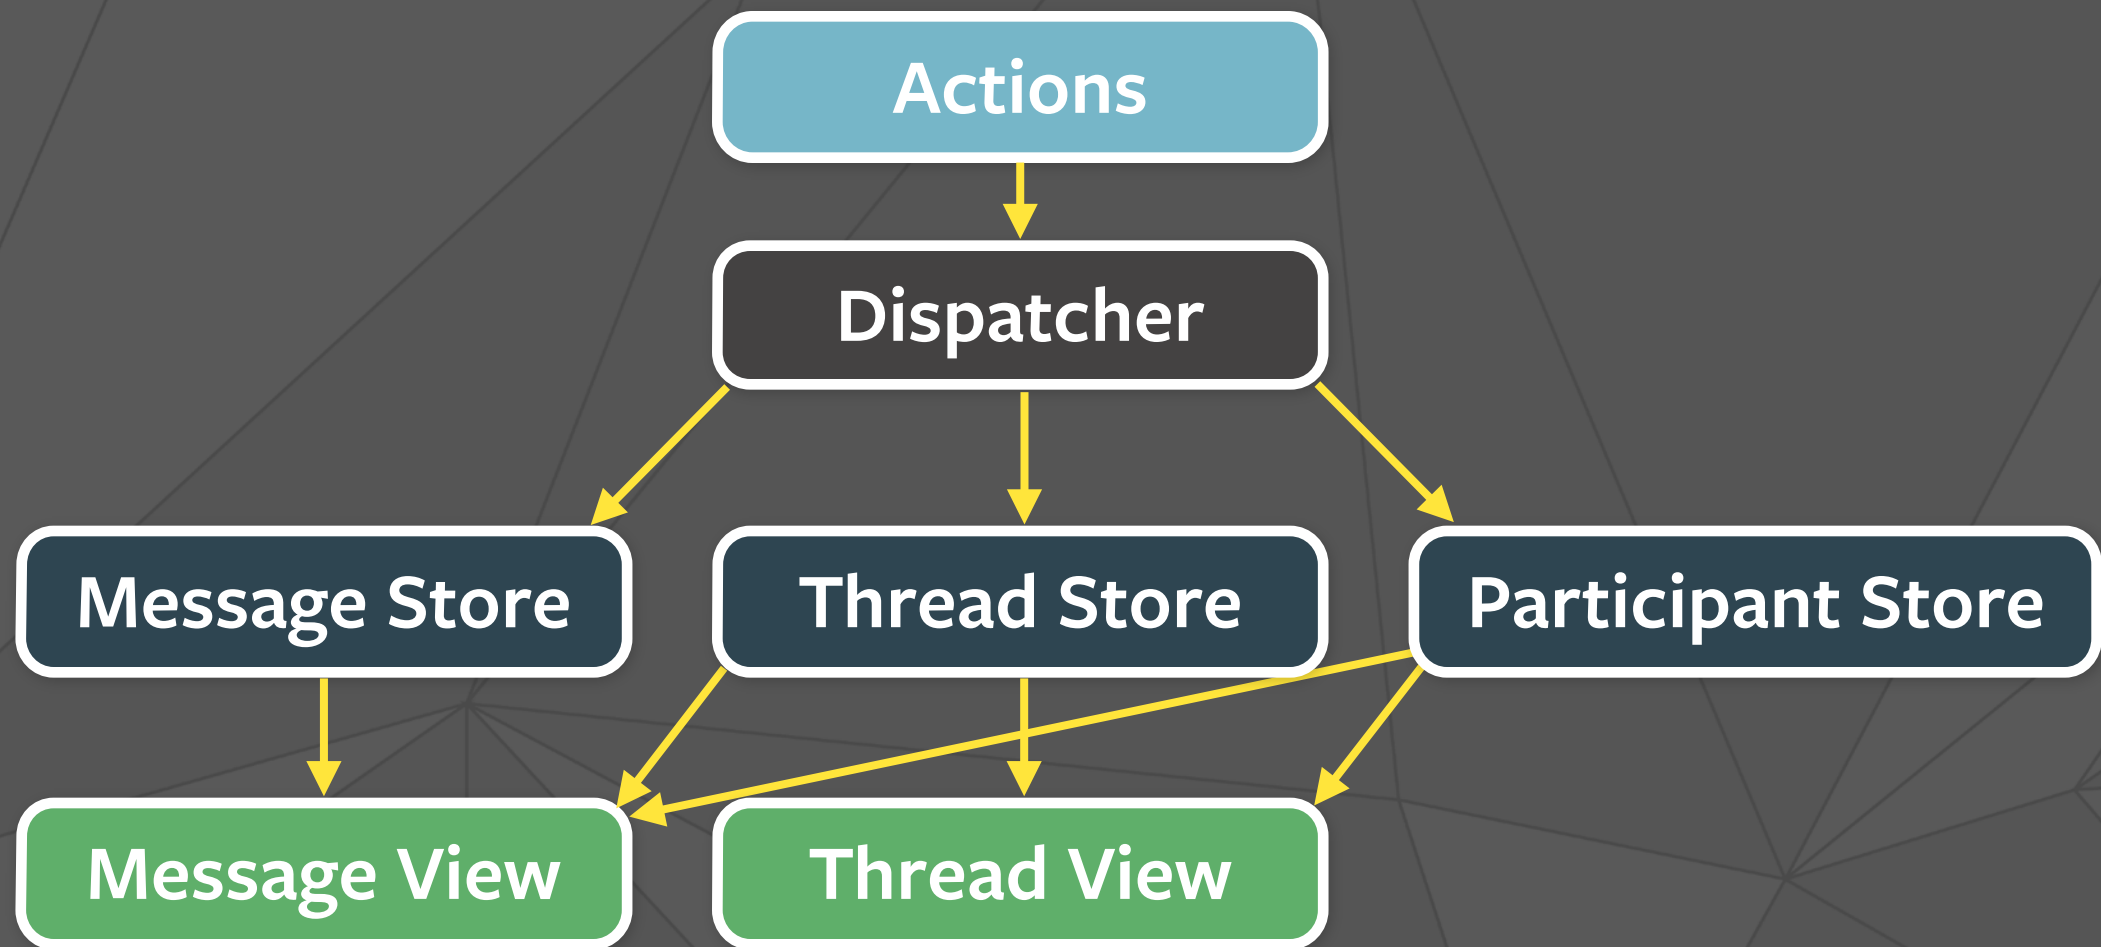 Actions
Dispatcher
Message Store
Thread Store
Participant Store
Message View
Thread View